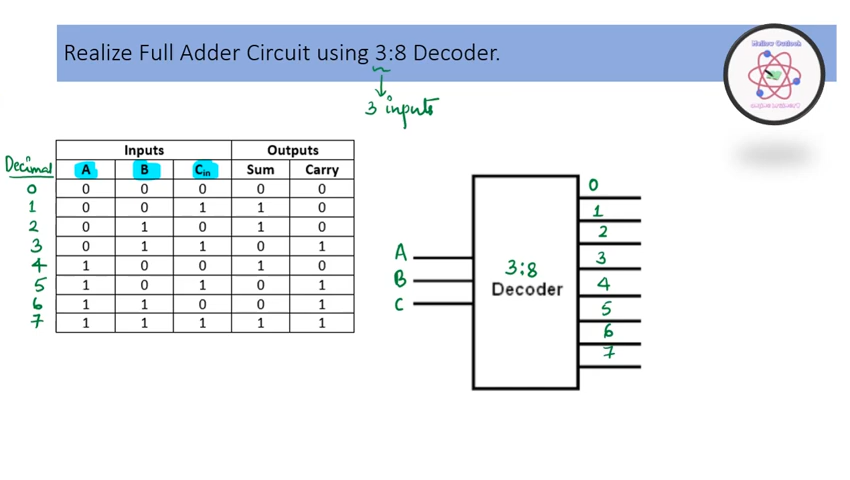 Realize Full Adder Circuit using 3:8 Decoder.
Mellow Outlook
3 inputs
Decimal
Inputs Outputs
A B Cin Sum Carry
0 0 0 0 0 0
1 0 0 1 1 0
2 0 1 0 1 0
3 0 1 1 0 1
4 1 0 0 1 0
5 1 0 1 0 1
6 1 1 0 0 1
7 1 1 1 1 1
A
B
C
3:8
Decoder
0
1
2
3
4
5
6
7